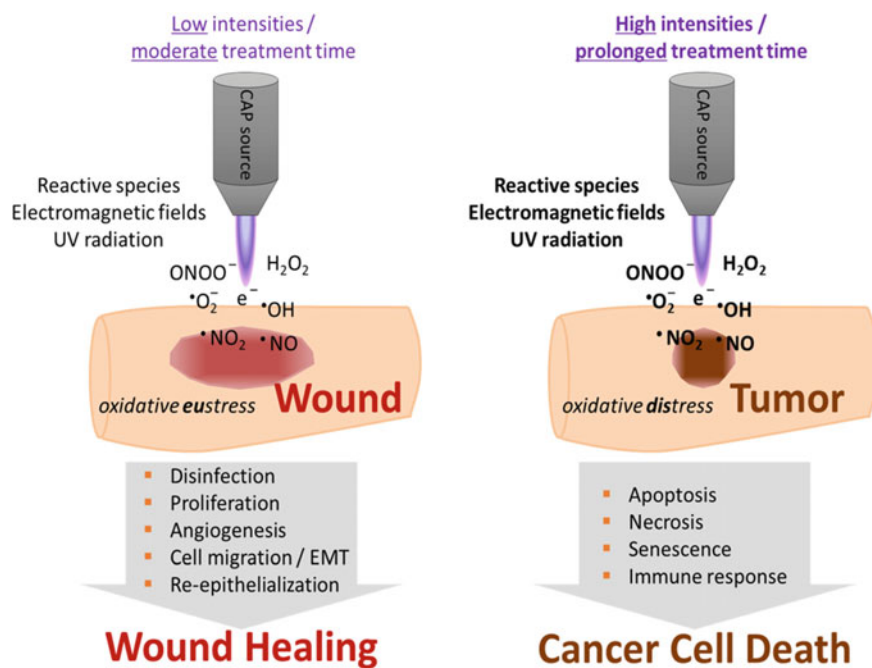 Low intensities /
moderate treatment time
CAP source
Reactive species
Electromagnetic fields
UV radiation
ONOO⁻ H₂O₂
•O₂⁻ e⁻ •OH
•NO₂ •NO
Wound
oxidative eustress
▪ Disinfection
▪ Proliferation
▪ Angiogenesis
▪ Cell migration / EMT
▪ Re-epithelialization
Wound Healing
High intensities /
prolonged treatment time
CAP source
Reactive species
Electromagnetic fields
UV radiation
ONOO⁻ H₂O₂
•O₂⁻ e⁻ •OH
•NO₂ •NO
Tumor
oxidative distress
▪ Apoptosis
▪ Necrosis
▪ Senescence
▪ Immune response
Cancer Cell Death